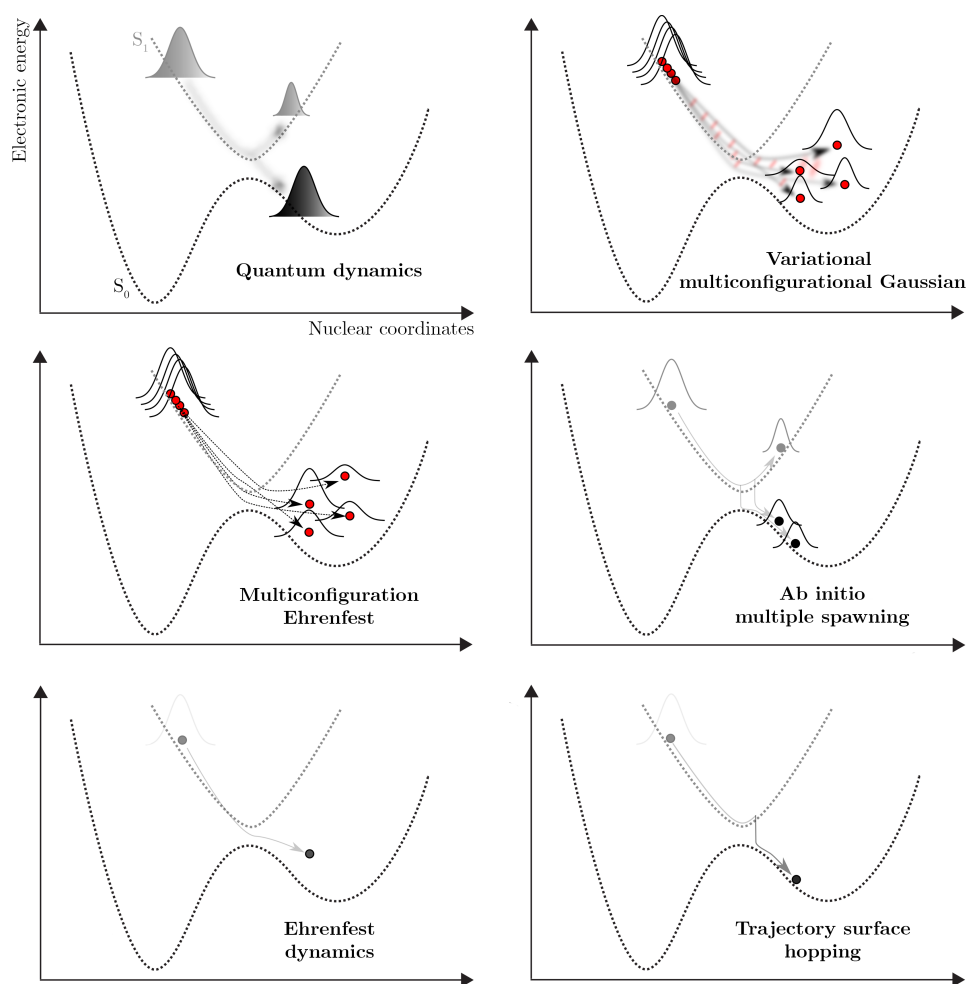 Electronic energy
S1
S0
Quantum dynamics
Nuclear coordinates
Variational
multiconfigurational Gaussian
Multiconfiguration
Ehrenfest
Ab initio
multiple spawning
Ehrenfest
dynamics
Trajectory surface
hopping